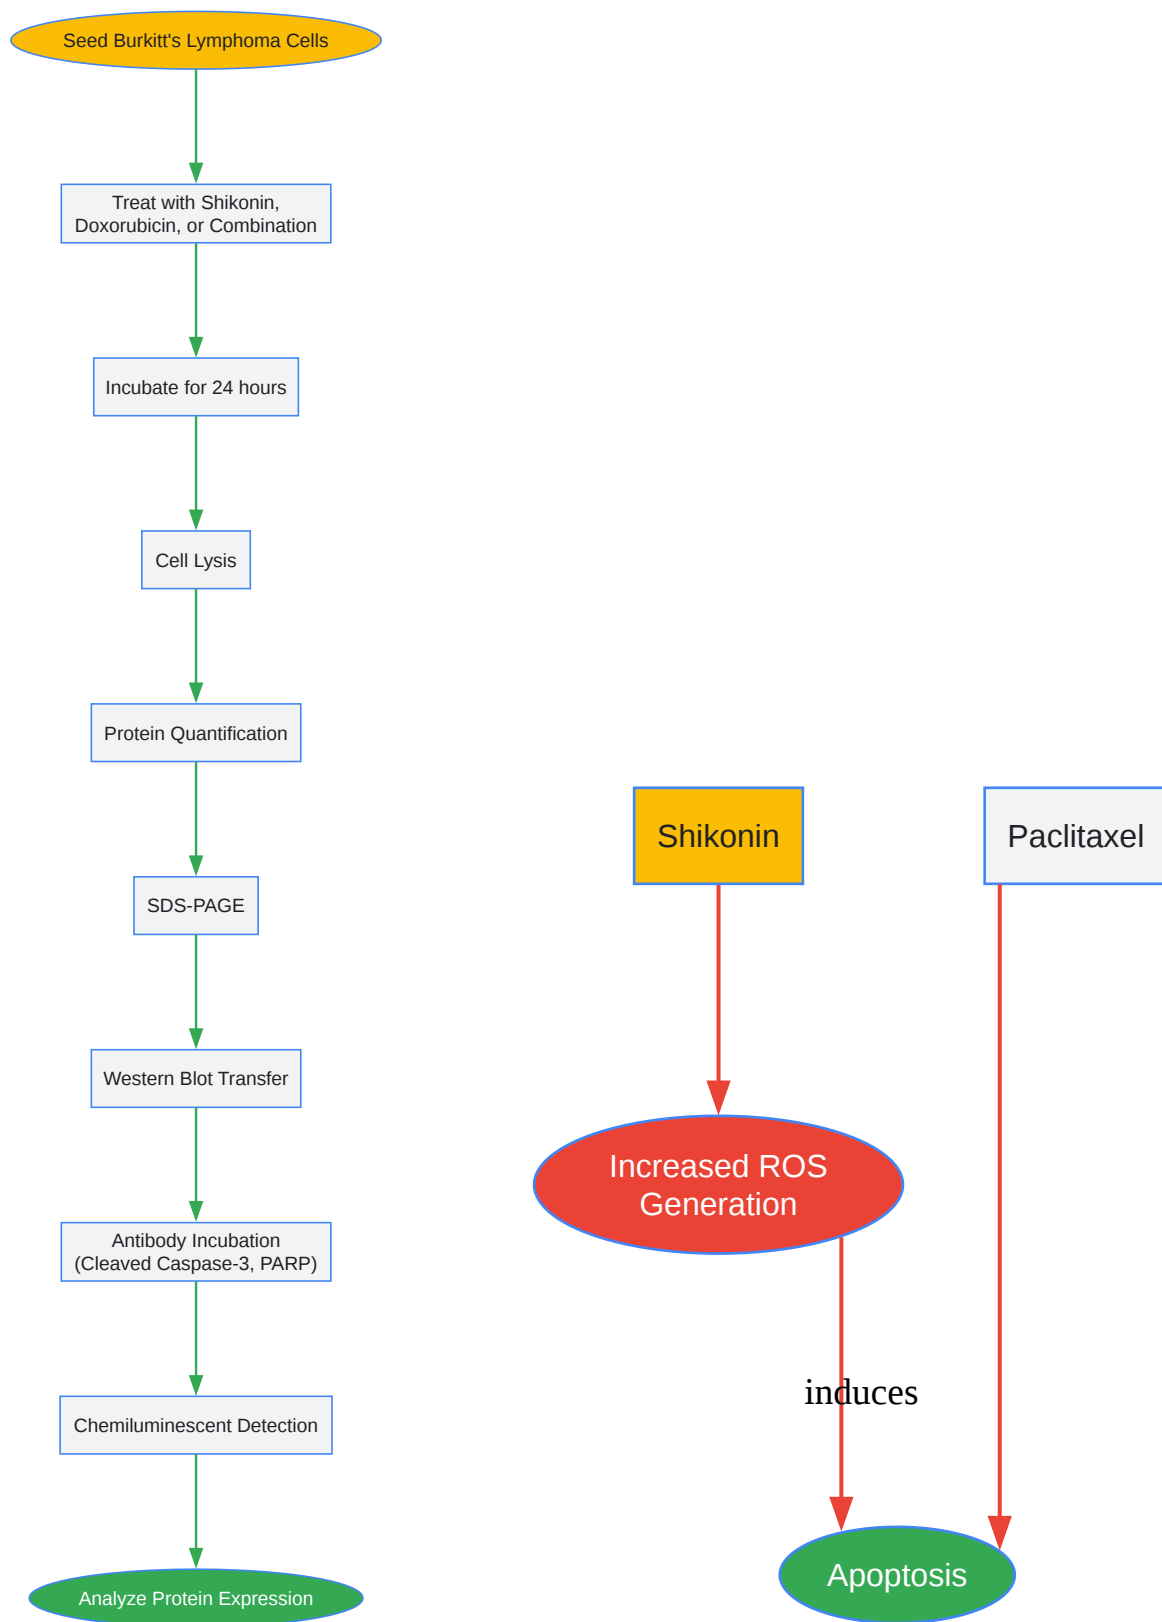 Seed Burkitt's Lymphoma Cells
Treat with Shikonin,
Doxorubicin, or Combination
Incubate for 24 hours
Cell Lysis
Protein Quantification
SDS-PAGE
Western Blot Transfer
Antibody Incubation
(Cleaved Caspase-3, PARP)
Chemiluminescent Detection
Analyze Protein Expression
Shikonin
Paclitaxel
Increased ROS
Generation
induces
Apoptosis